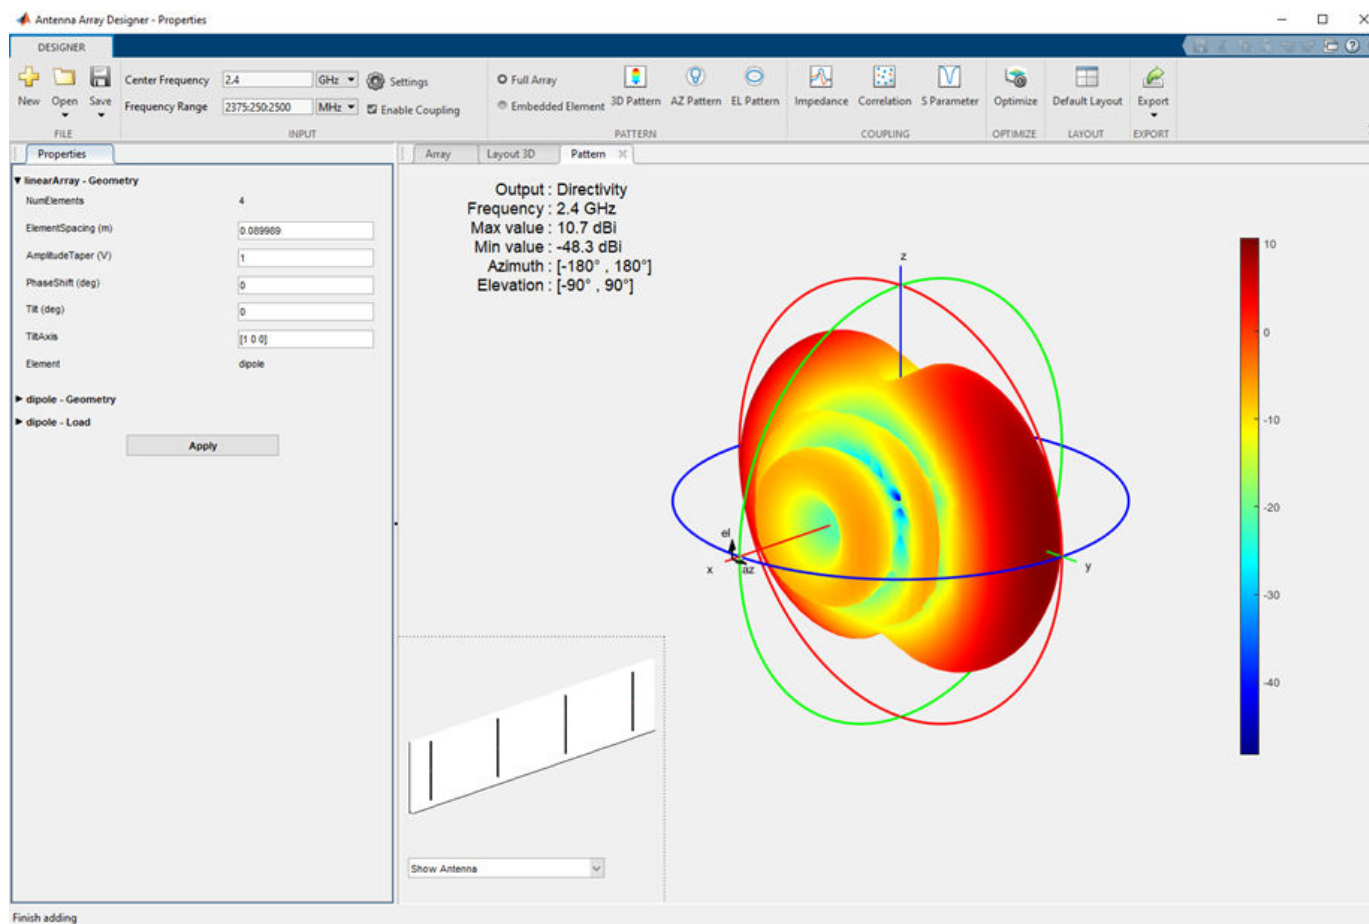 Antenna Array Designer - Properties
DESIGNER
New Open Save
FILE
Center Frequency 2.4 GHz Settings
Frequency Range 2375:250:2500 MHz Enable Coupling
INPUT
Full Array
Embedded Element
3D Pattern AZ Pattern EL Pattern
PATTERN
Impedance Correlation S Parameter
COUPLING
Optimize
OPTIMIZE
Default Layout
LAYOUT
Export
EXPORT
Properties
linearArray - Geometry
NumElements 4
ElementSpacing (m) 0.089989
AmplitudeTaper (V) 1
PhaseShift (deg) 0
Tilt (deg) 0
TiltAxis [1 0 0]
Element dipole
dipole - Geometry
dipole - Load
Apply
Array Layout 3D Pattern
Output : Directivity
Frequency : 2.4 GHz
Max value : 10.7 dBi
Min value : -48.3 dBi
Azimuth : [-180° , 180°]
Elevation : [-90° , 90°]
z
el
x
az
y
10
0
-10
-20
-30
-40
Show Antenna
Finish adding